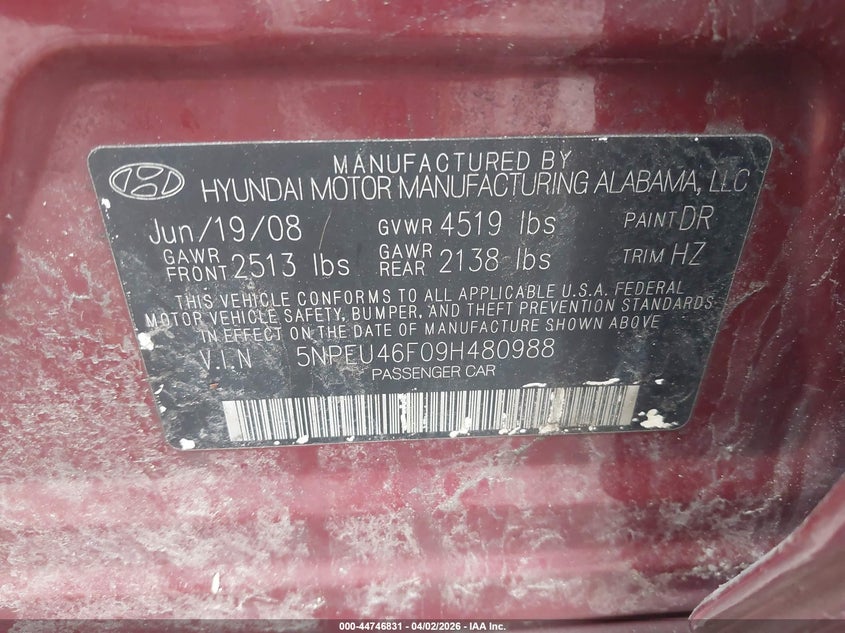 MANUFACTURED BY
HYUNDAI MOTOR MANUFACTURING ALABAMA, LLC
Jun/19/08 GVWR 4519 lbs PAINT DR
GAWR FRONT 2513 lbs GAWR REAR 2138 lbs TRIM HZ
THIS VEHICLE CONFORMS TO ALL APPLICABLE U.S.A. FEDERAL
MOTOR VEHICLE SAFETY, BUMPER, AND THEFT PREVENTION STANDARDS
IN EFFECT ON THE DATE OF MANUFACTURE SHOWN ABOVE
V.I.N 5NPEU46F09H480988
PASSENGER CAR
000-44746831 - 04/02/2026 - IAA Inc.